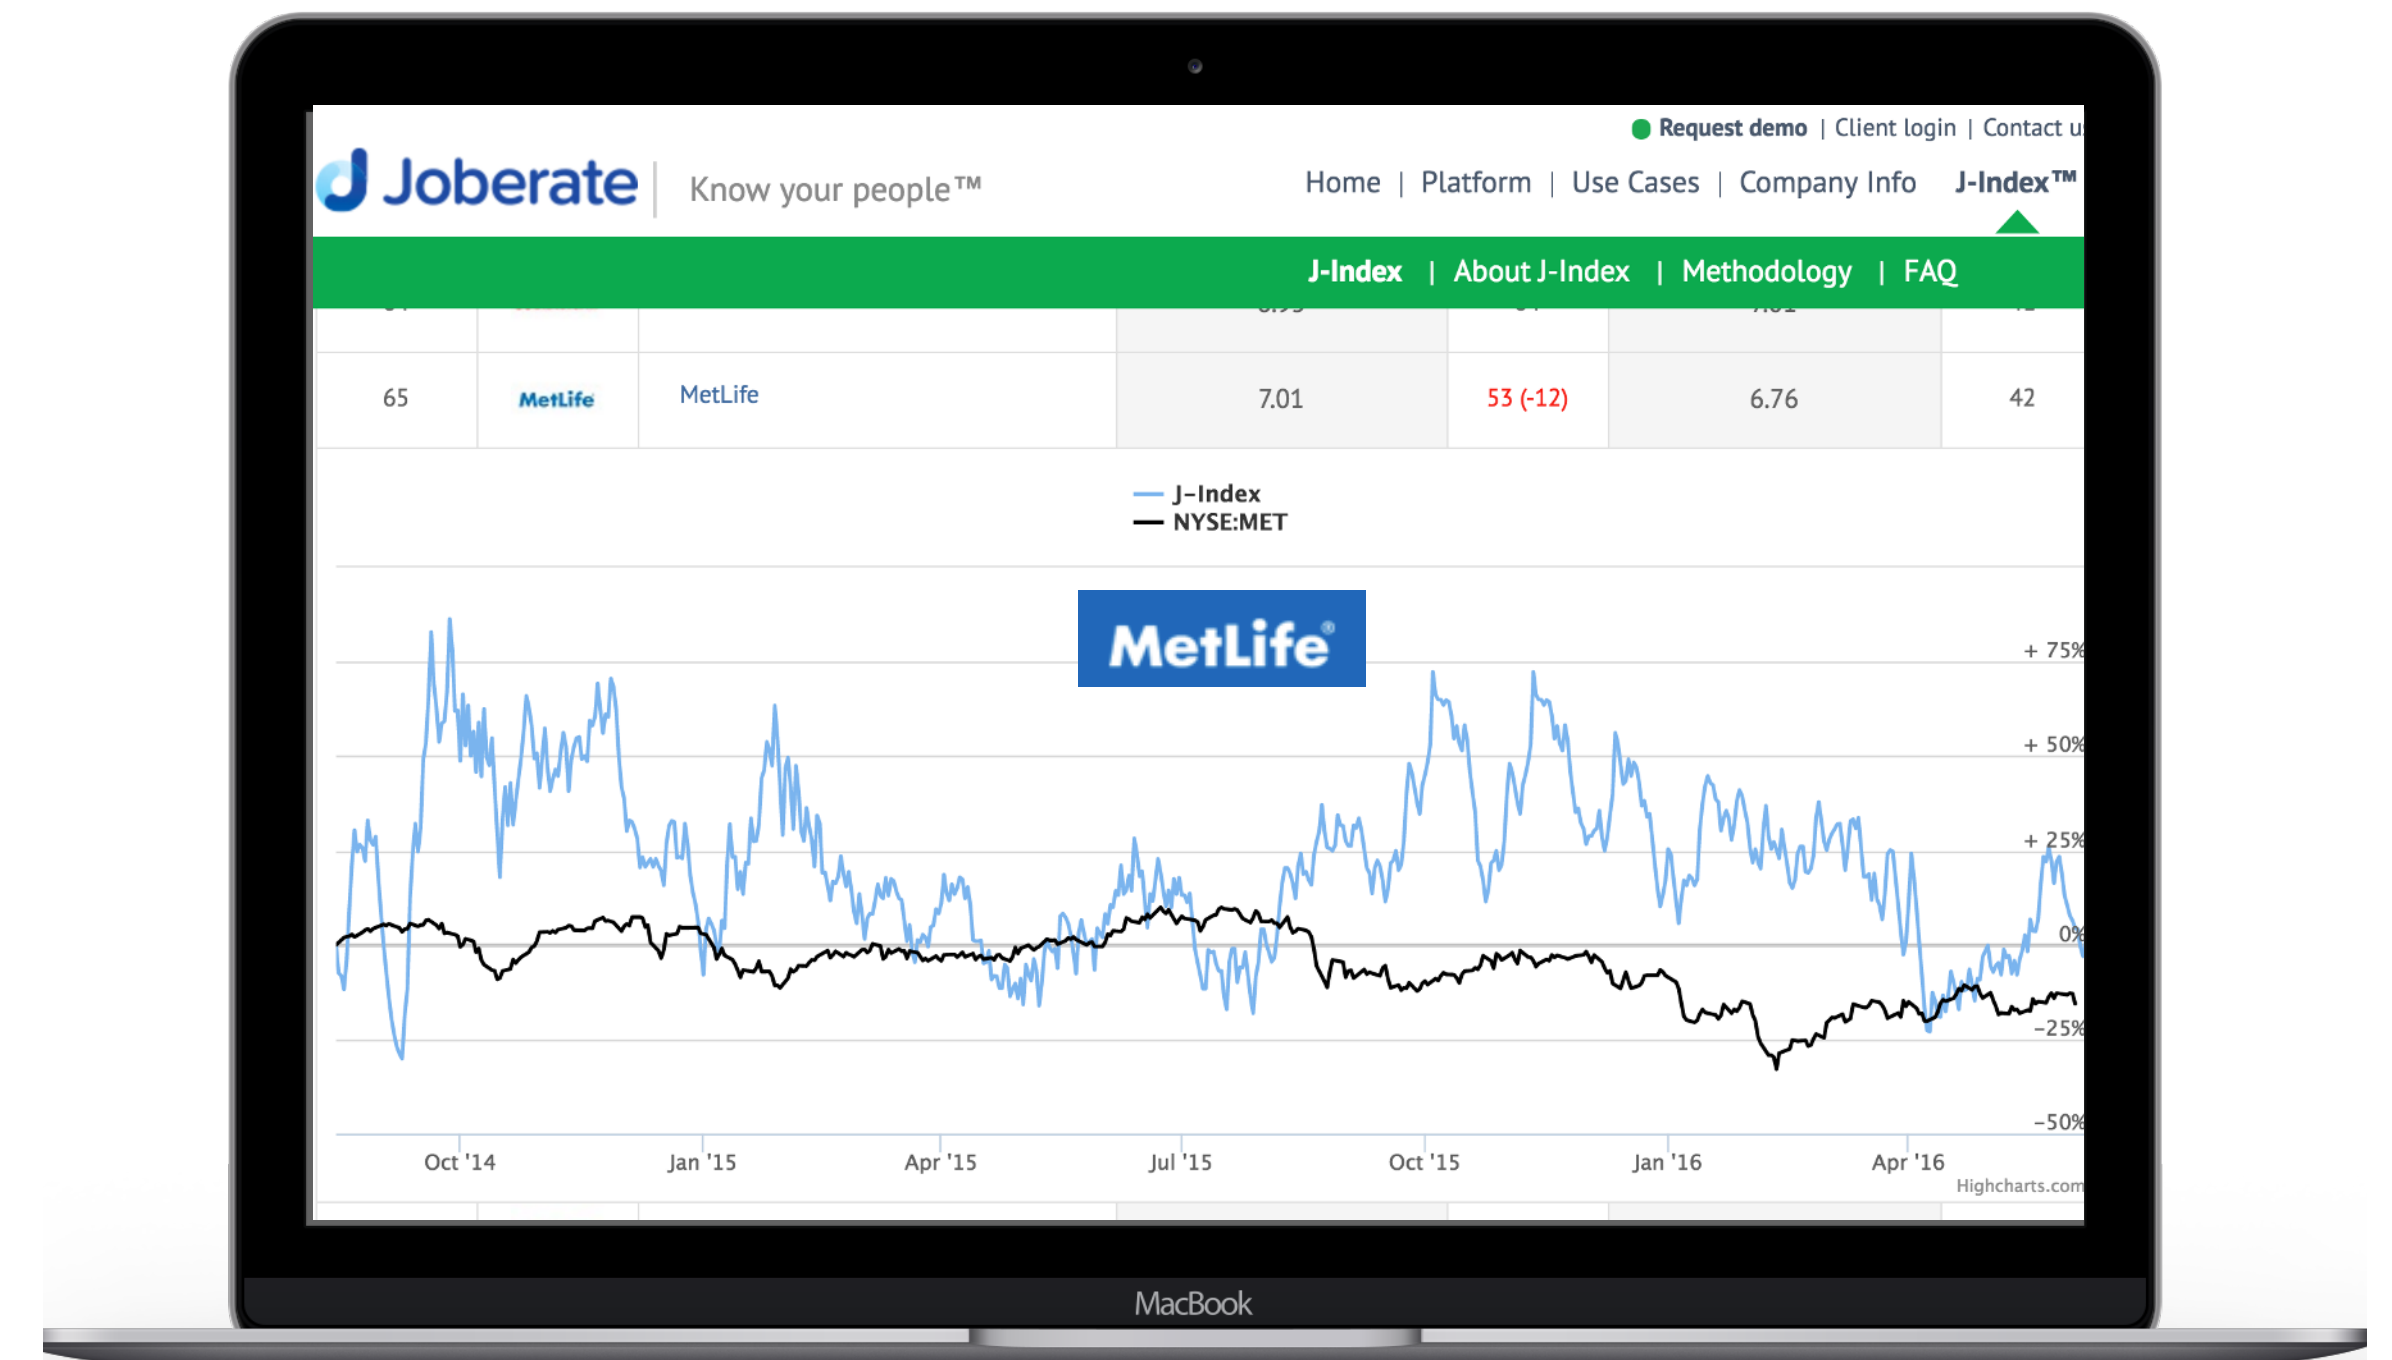 Request demo | Client login | Contact us
Joberate | Know your people™
Home | Platform | Use Cases | Company Info J-Index™
J-Index | About J-Index | Methodology | FAQ
65 MetLife MetLife 7.01 53 (-12) 6.76 42
J-Index
NYSE:MET
MetLife®
+ 75%
+ 50%
+ 25%
0%
-25%
-50%
Oct '14 Jan '15 Apr '15 Jul '15 Oct '15 Jan '16 Apr '16
Highcharts.com
MacBook